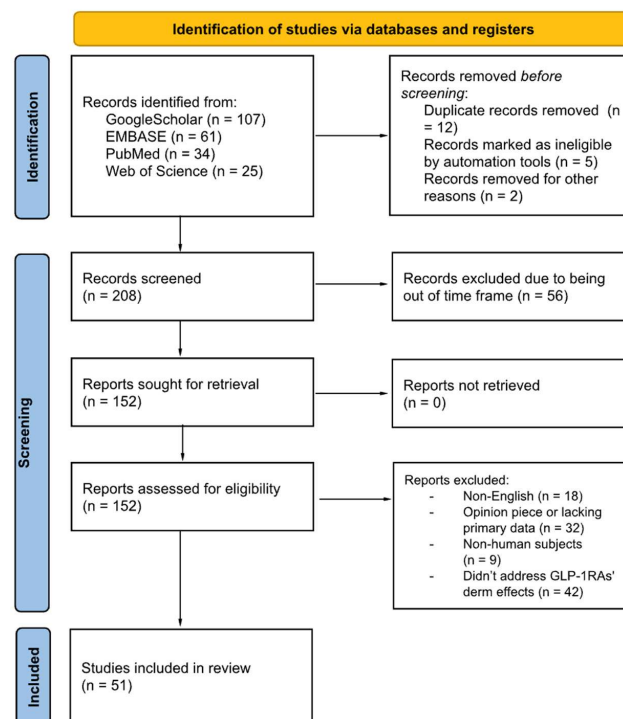 Identification of studies via databases and registers
Identification
Records identified from:
GoogleScholar (n = 107)
EMBASE (n = 61)
PubMed (n = 34)
Web of Science (n = 25)
Records removed before
screening:
Duplicate records removed (n
= 12)
Records marked as ineligible
by automation tools (n = 5)
Records removed for other
reasons (n = 2)
Screening
Records screened
(n = 208)
Records excluded due to being
out of time frame (n = 56)
Reports sought for retrieval
(n = 152)
Reports not retrieved
(n = 0)
Reports assessed for eligibility
(n = 152)
Reports excluded:
- Non-English (n = 18)
- Opinion piece or lacking
primary data (n = 32)
- Non-human subjects
(n = 9)
- Didn't address GLP-1RAs'
derm effects (n = 42)
Included
Studies included in review
(n = 51)